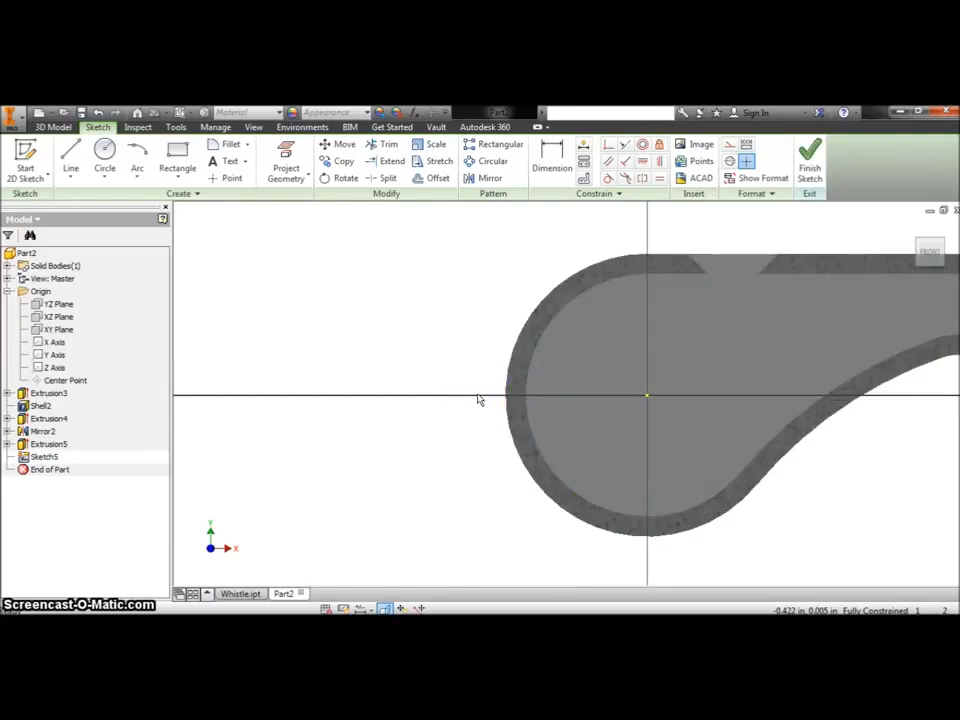 Material Appearance Part2 Sign In
PRO 3D Model Sketch Inspect Tools Manage View Environments BIM Get Started Vault Autodesk 360
Start 2D Sketch Line Circle Arc Rectangle Fillet Text Point Project Geometry Move Copy Rotate Trim Extend Split Scale Stretch Offset Rectangular Circular Mirror Dimension Image Points ACAD Show Format Finish Sketch
Sketch Create Modify Pattern Constrain Insert Format Exit
Model
Part2
Solid Bodies(1)
View: Master
Origin
YZ Plane
XZ Plane
XY Plane
X Axis
Y Axis
Z Axis
Center Point
Extrusion3
Shell2
Extrusion4
Mirror2
Extrusion5
Sketch5
End of Part
FRONT
Y
X
Whistle.ipt Part2
Screencast-O-Matic.com
-0.422 in, 0.005 in Fully Constrained 1 2